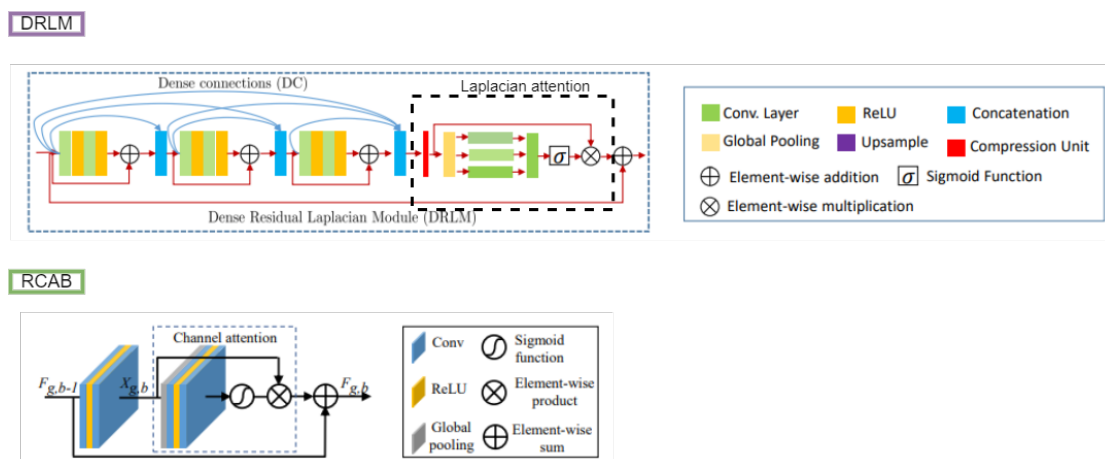 DRLM
Dense connections (DC)
Laplacian attention
σ
Dense Residual Laplacian Module (DRLM)
Conv. Layer
ReLU
Concatenation
Global Pooling
Upsample
Compression Unit
Element-wise addition
σ Sigmoid Function
Element-wise multiplication
RCAB
Channel attention
F_{g,b-1}
X_{g,b}
F_{g,b}
Conv
Sigmoid
function
ReLU
Element-wise
product
Global
pooling
Element-wise
sum